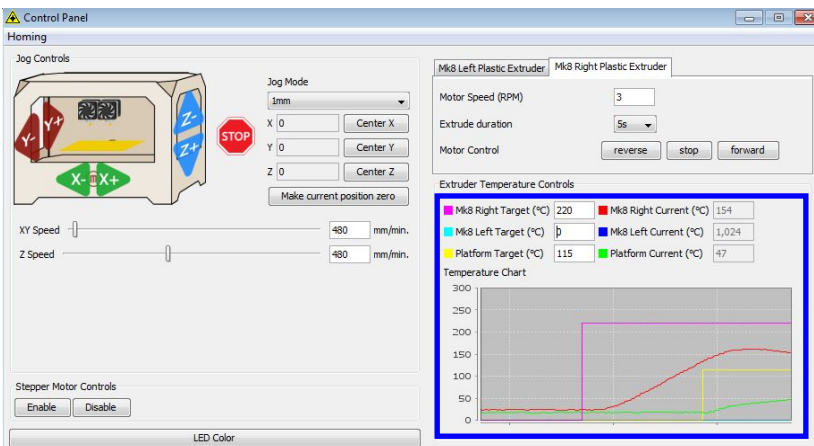 Control Panel
Homing
Jog Controls
Y-
Y+
Z-
Z+
X-
X+
STOP
Jog Mode
1mm
X 0 Center X
Y 0 Center Y
Z 0 Center Z
Make current position zero
XY Speed 480 mm/min.
Z Speed 480 mm/min.
Stepper Motor Controls
Enable Disable
LED Color
Mk8 Left Plastic Extruder Mk8 Right Plastic Extruder
Motor Speed (RPM) 3
Extrude duration 5s
Motor Control reverse stop forward
Extruder Temperature Controls
Mk8 Right Target (°C) 220 Mk8 Right Current (°C) 154
Mk8 Left Target (°C) 0 Mk8 Left Current (°C) 1,024
Platform Target (°C) 115 Platform Current (°C) 47
Temperature Chart
300
250
200
150
100
50
0